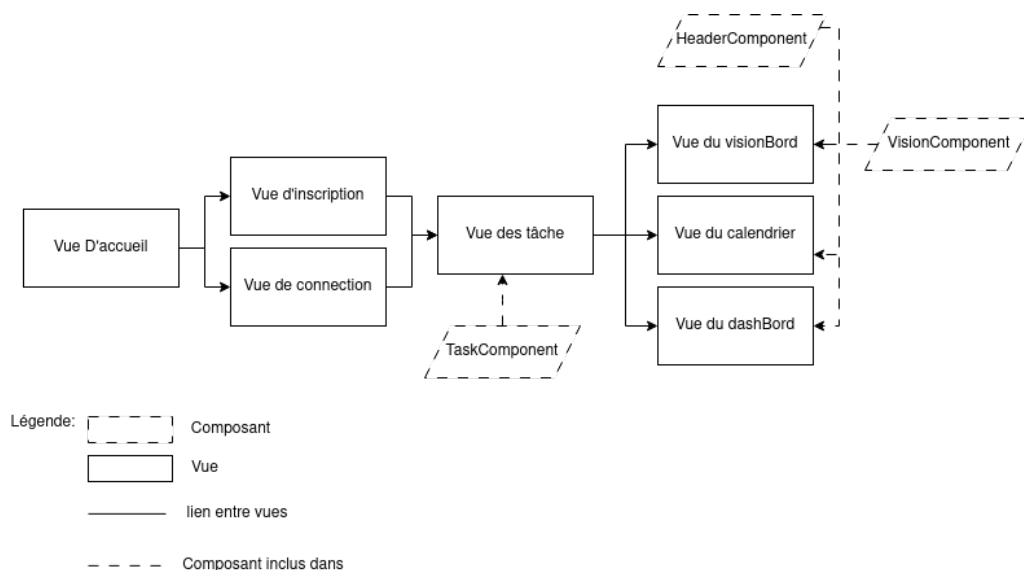 HeaderComponent
Vue du visionBord
VisionComponent
Vue d'inscription
Vue D'accueil
Vue des tâche
Vue du calendrier
Vue de connection
Vue du dashBord
TaskComponent
Légende:
Composant
Vue
lien entre vues
Composant inclus dans